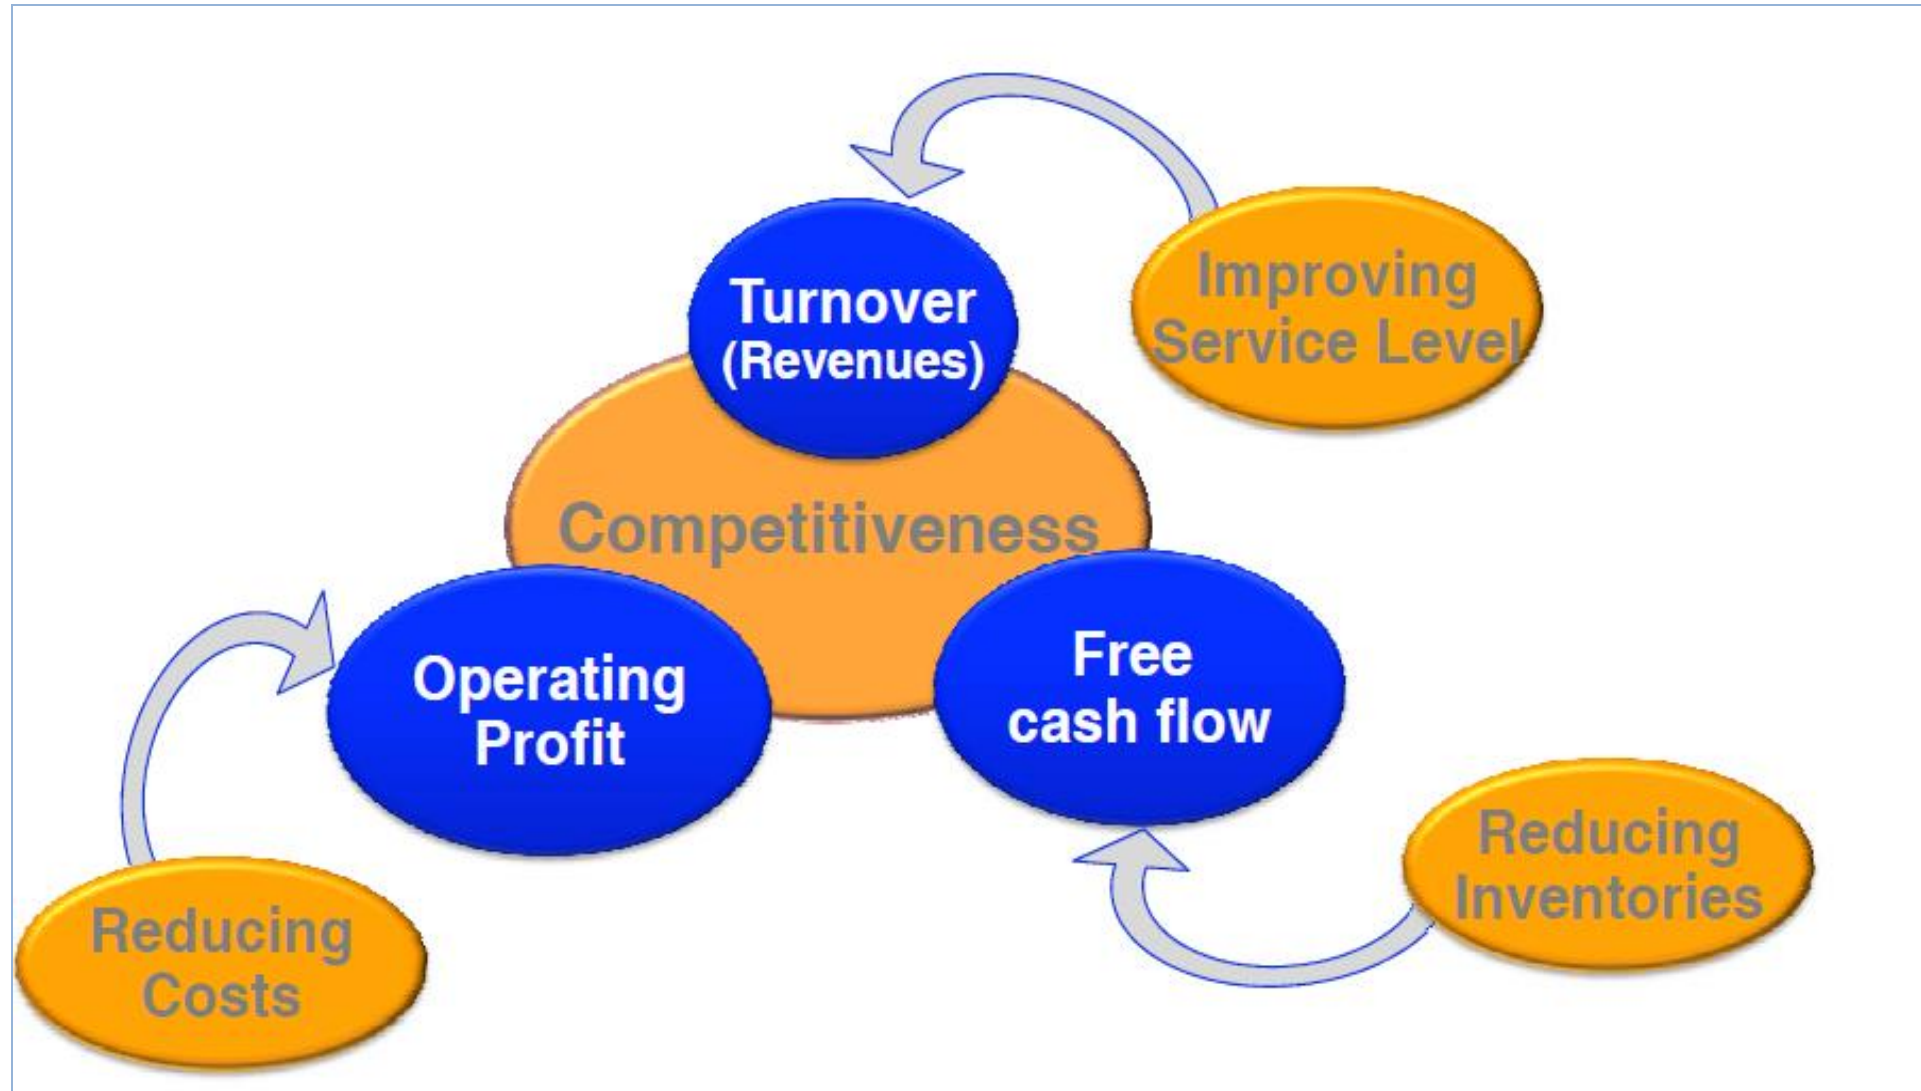 Turnover
(Revenues)
Improving
Service Level
Competitiveness
Operating
Profit
Free
cash flow
Reducing
Costs
Reducing
Inventories